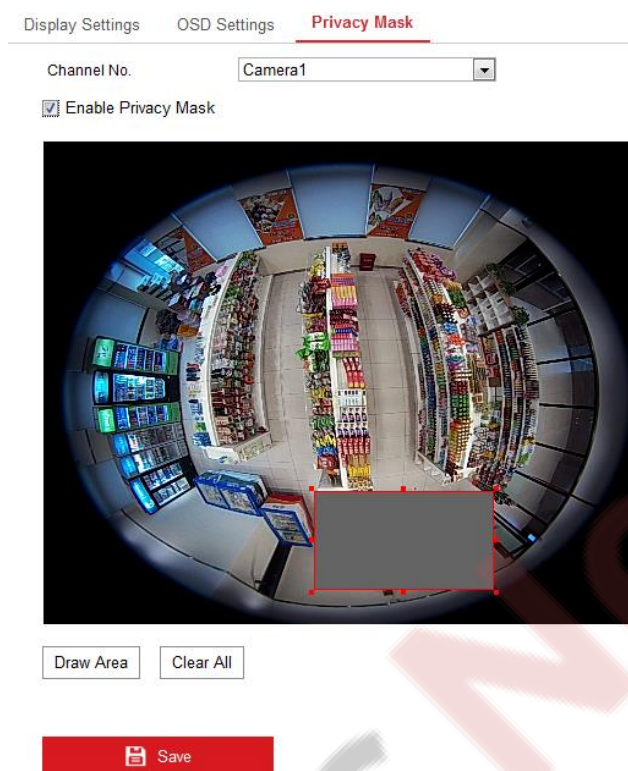 Display Settings OSD Settings Privacy Mask
Channel No. Camera1
Enable Privacy Mask
Draw Area Clear All
Save